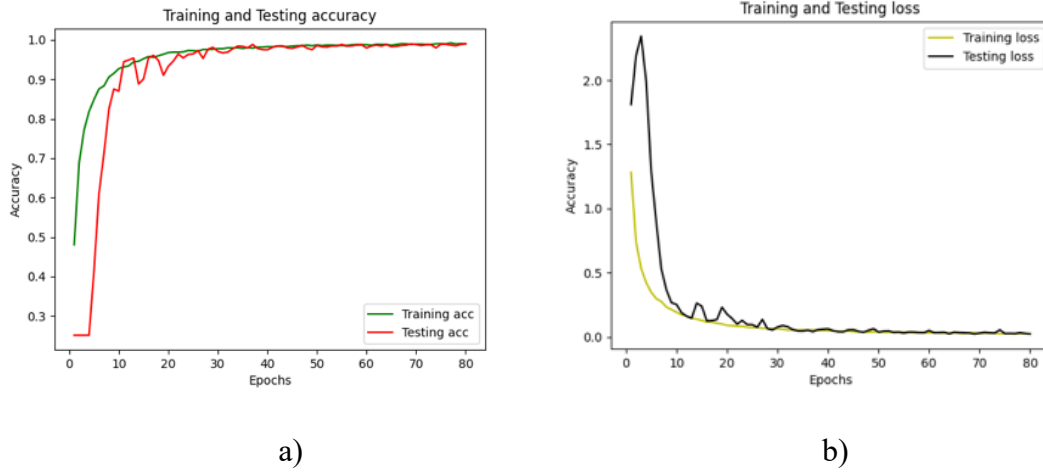 Training and Testing accuracy
1.0
0.9
0.8
0.7
0.6
0.5
0.4
0.3
Accuracy
Training acc
Testing acc
0 10 20 30 40 50 60 70 80
Epochs
a)
Training and Testing loss
Training loss
Testing loss
2.0
1.5
1.0
0.5
0.0
Accuracy
0 10 20 30 40 50 60 70 80
Epochs
b)